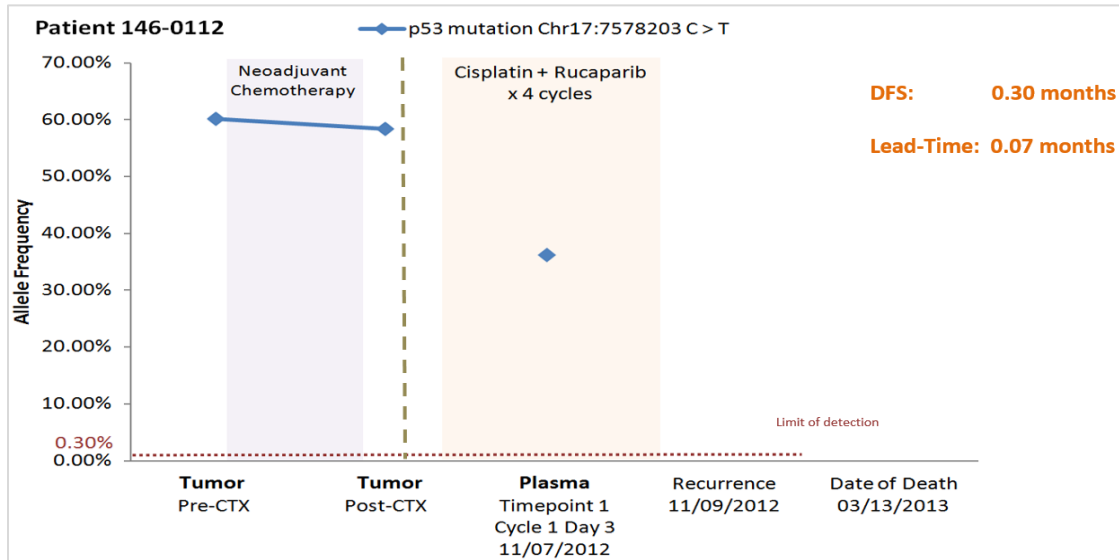 Patient 146-0112
p53 mutation Chr17:7578203 C > T
70.00%
60.00%
50.00%
40.00%
30.00%
20.00%
10.00%
0.30%
0.00%
Allele Frequency
Neoadjuvant
Chemotherapy
Cisplatin + Rucaparib
x 4 cycles
DFS: 0.30 months
Lead-Time: 0.07 months
Limit of detection
Tumor
Pre-CTX
Tumor
Post-CTX
Plasma
Timepoint 1
Cycle 1 Day 3
11/07/2012
Recurrence
11/09/2012
Date of Death
03/13/2013